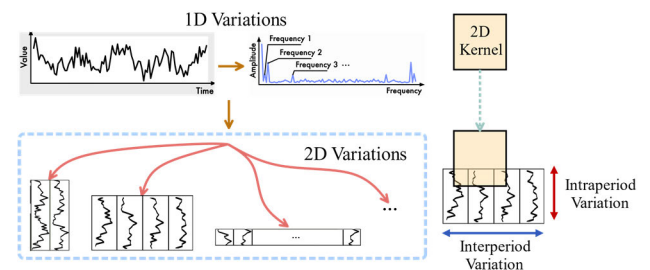 1D Variations
Value
Time
Amplitude
Frequency 1
Frequency 2
Frequency 3 ...
Frequency
2D
Kernel
2D Variations
...
...
Intraperiod
Variation
Interperiod
Variation